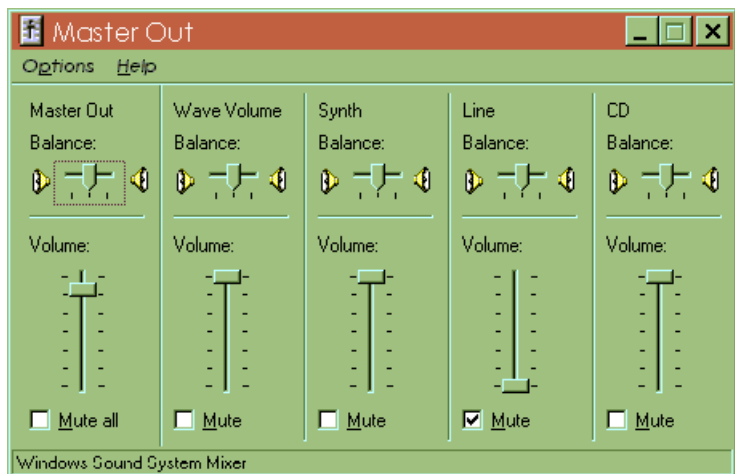 Master Out
Options Help
Master Out
Balance:
Volume:
Mute all
Wave Volume
Balance:
Volume:
Mute
Synth
Balance:
Volume:
Mute
Line
Balance:
Volume:
Mute
CD
Balance:
Volume:
Mute
Windows Sound System Mixer